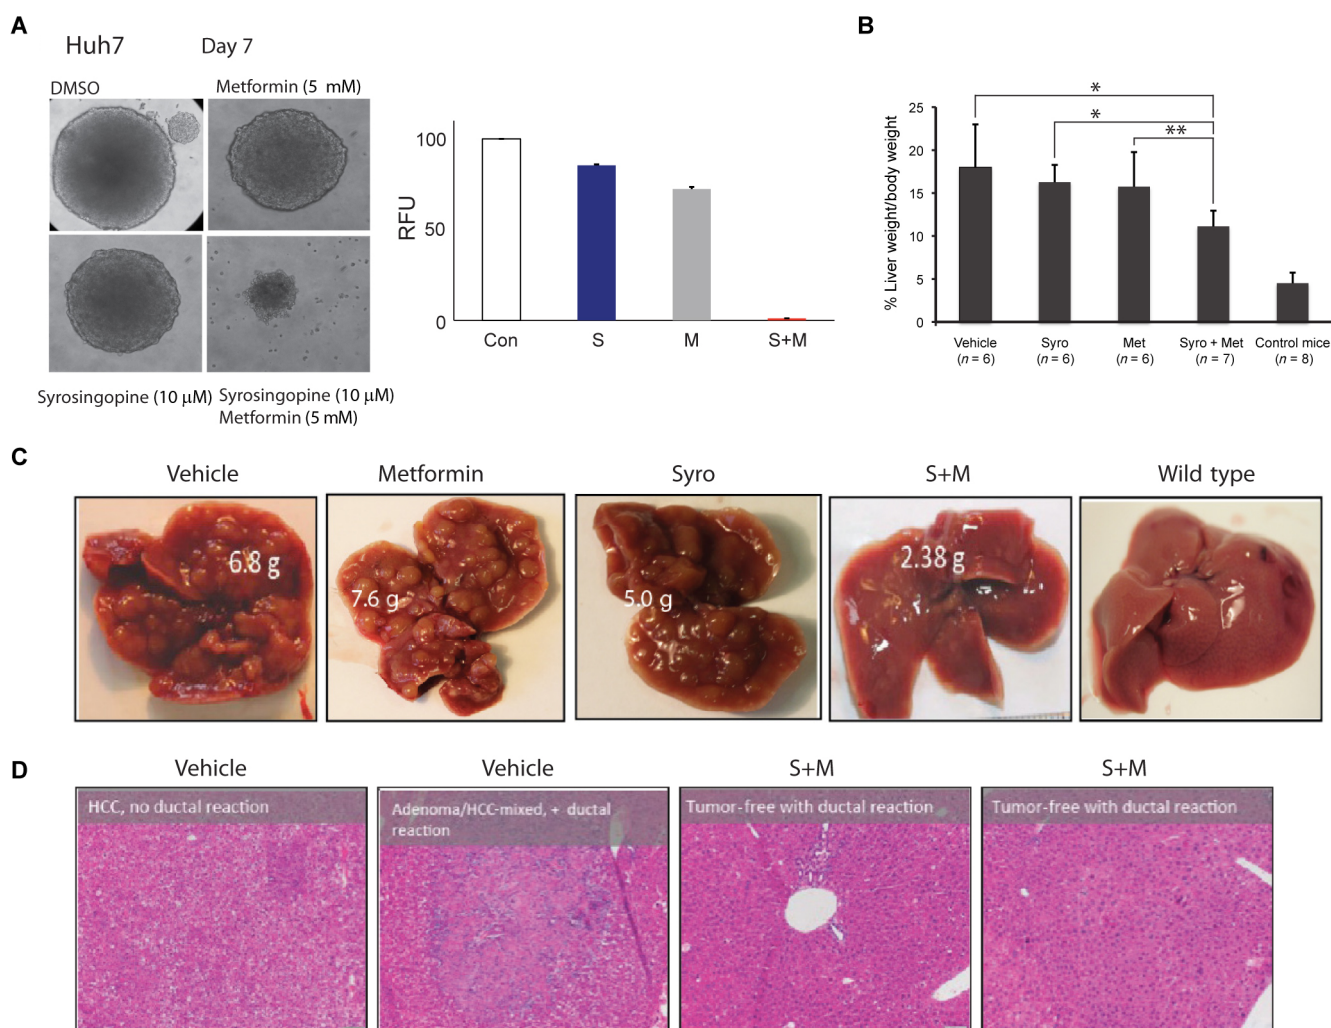 A
Huh7
Day 7
DMSO
Metformin (5 mM)
Syrosingopine (10 μM)
Syrosingopine (10 μM)
Metformin (5 mM)
RFU
100
50
0
Con
S
M
S+M
B
% Liver weight/body weight
25
20
15
10
5
0
*
*
**
Vehicle
(n = 6)
Syro
(n = 6)
Met
(n = 6)
Syro + Met
(n = 7)
Control mice
(n = 8)
C
Vehicle
Metformin
Syro
S+M
Wild type
6.8 g
7.6 g
5.0 g
2.38 g
D
Vehicle
Vehicle
S+M
S+M
HCC, no ductal reaction
Adenoma/HCC-mixed, + ductal
reaction
Tumor-free with ductal reaction
Tumor-free with ductal reaction